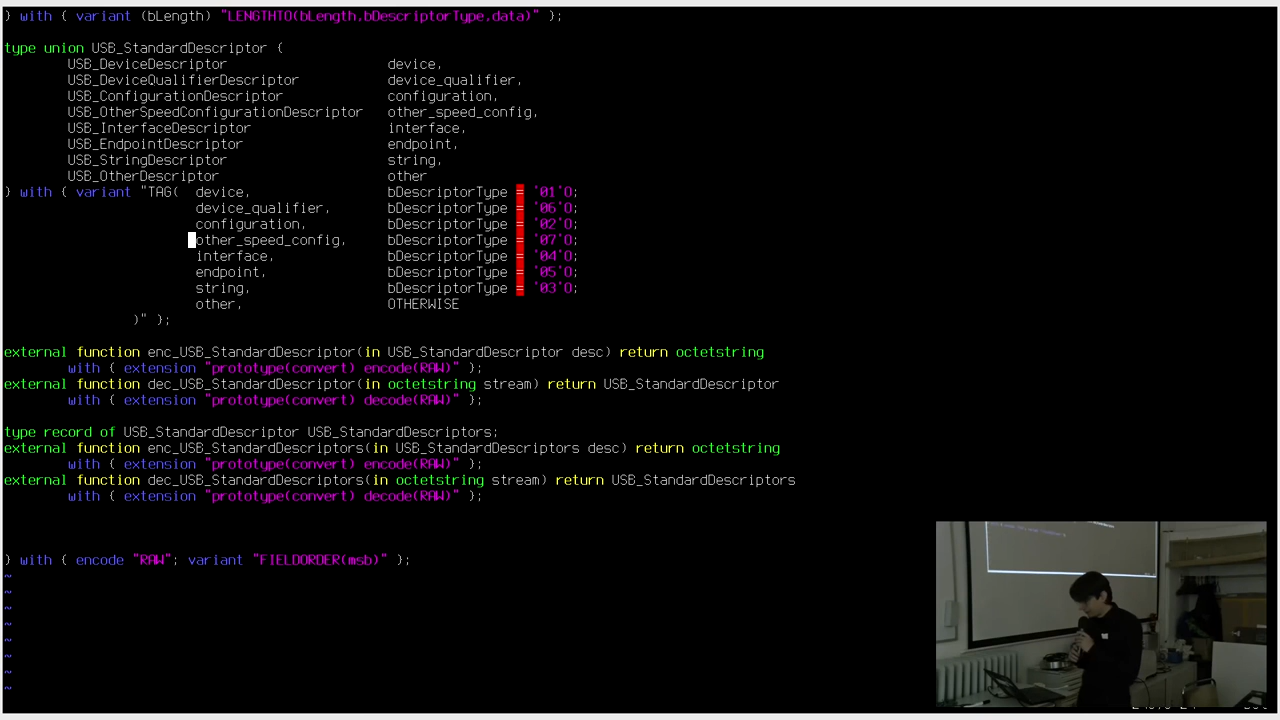 } with { variant (bLength) "LENGTHTO(bLength,bDescriptorType,data)" };
type union USB_StandardDescriptor {
USB_DeviceDescriptor device,
USB_DeviceQualifierDescriptor device_qualifier,
USB_ConfigurationDescriptor configuration,
USB_OtherSpeedConfigurationDescriptor other_speed_config,
USB_InterfaceDescriptor interface,
USB_EndpointDescriptor endpoint,
USB_StringDescriptor string,
USB_OtherDescriptor other
} with { variant "TAG( device, bDescriptorType = '01'O;
device_qualifier, bDescriptorType = '06'O;
configuration, bDescriptorType = '02'O;
other_speed_config, bDescriptorType = '07'O;
interface, bDescriptorType = '04'O;
endpoint, bDescriptorType = '05'O;
string, bDescriptorType = '03'O;
other, OTHERWISE
)" };
external function enc_USB_StandardDescriptor(in USB_StandardDescriptor desc) return octetstring
with { extension "prototype(convert) encode(RAW)" };
external function dec_USB_StandardDescriptor(in octetstring stream) return USB_StandardDescriptor
with { extension "prototype(convert) decode(RAW)" };
type record of USB_StandardDescriptor USB_StandardDescriptors;
external function enc_USB_StandardDescriptors(in USB_StandardDescriptors desc) return octetstring
with { extension "prototype(convert) encode(RAW)" };
external function dec_USB_StandardDescriptors(in octetstring stream) return USB_StandardDescriptors
with { extension "prototype(convert) decode(RAW)" };
} with { encode "RAW"; variant "FIELDORDER(msb)" };
~
~
~
~
~
~
~
~